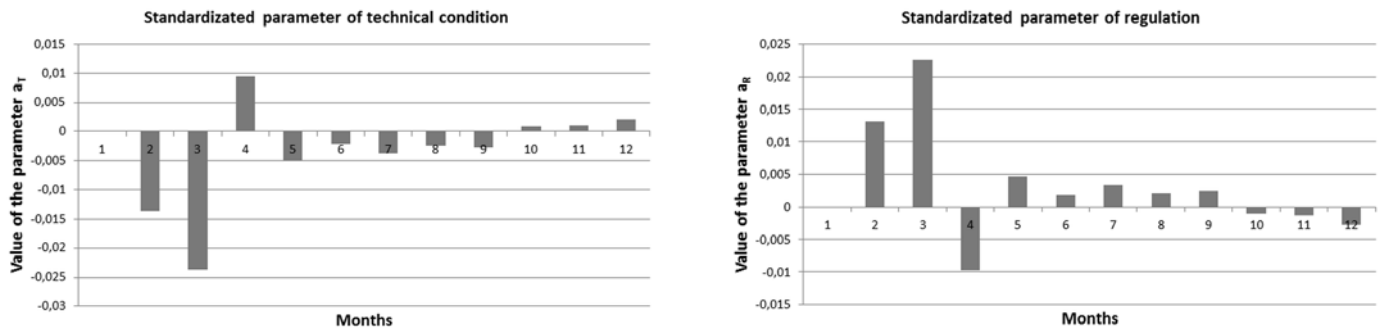 Standardizated parameter of technical condition
Value of the parameter aT
0,015
0,01
0,005
0
-0,005
-0,01
-0,015
-0,02
-0,025
-0,03
1 2 3 4 5 6 7 8 9 10 11 12
Months
Standardizated parameter of regulation
Value of the parameter aR
0,025
0,02
0,015
0,01
0,005
0
-0,005
-0,01
-0,015
1 2 3 4 5 6 7 8 9 10 11 12
Months